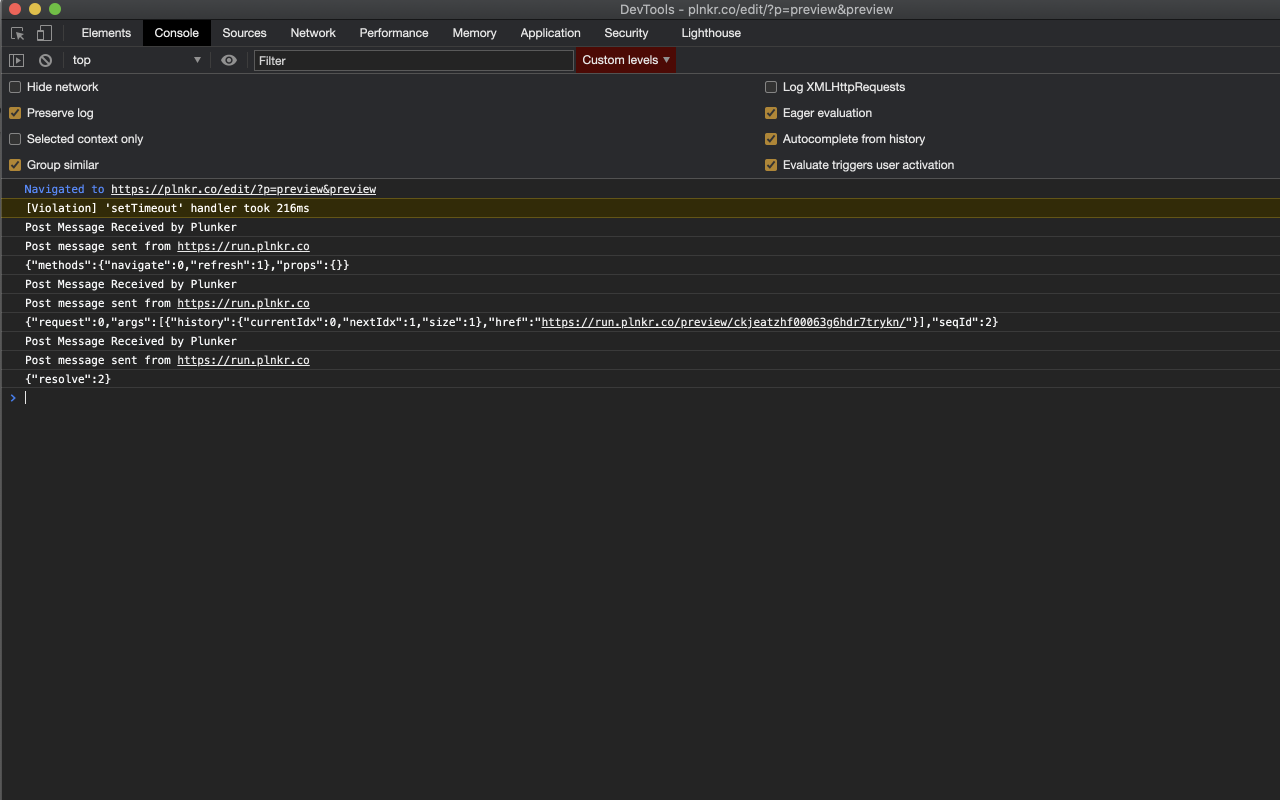 DevTools - plnkr.co/edit/?p=preview&preview
Elements Console Sources Network Performance Memory Application Security Lighthouse
top Filter Custom levels
Hide network Log XMLHttpRequests
Preserve log Eager evaluation
Selected context only Autocomplete from history
Group similar Evaluate triggers user activation
Navigated to https://plnkr.co/edit/?p=preview&preview
[Violation] 'setTimeout' handler took 216ms
Post Message Received by Plunker
Post message sent from https://run.plnkr.co
{"methods":{"navigate":0,"refresh":1},"props":{}}
Post Message Received by Plunker
Post message sent from https://run.plnkr.co
{"request":0,"args":[{"history":{"currentIdx":0,"nextIdx":1,"size":1},"href":"https://run.plnkr.co/preview/ckjeatzhf00063g6hdr7trykn/"}],"seqId":2}
Post Message Received by Plunker
Post message sent from https://run.plnkr.co
{"resolve":2}